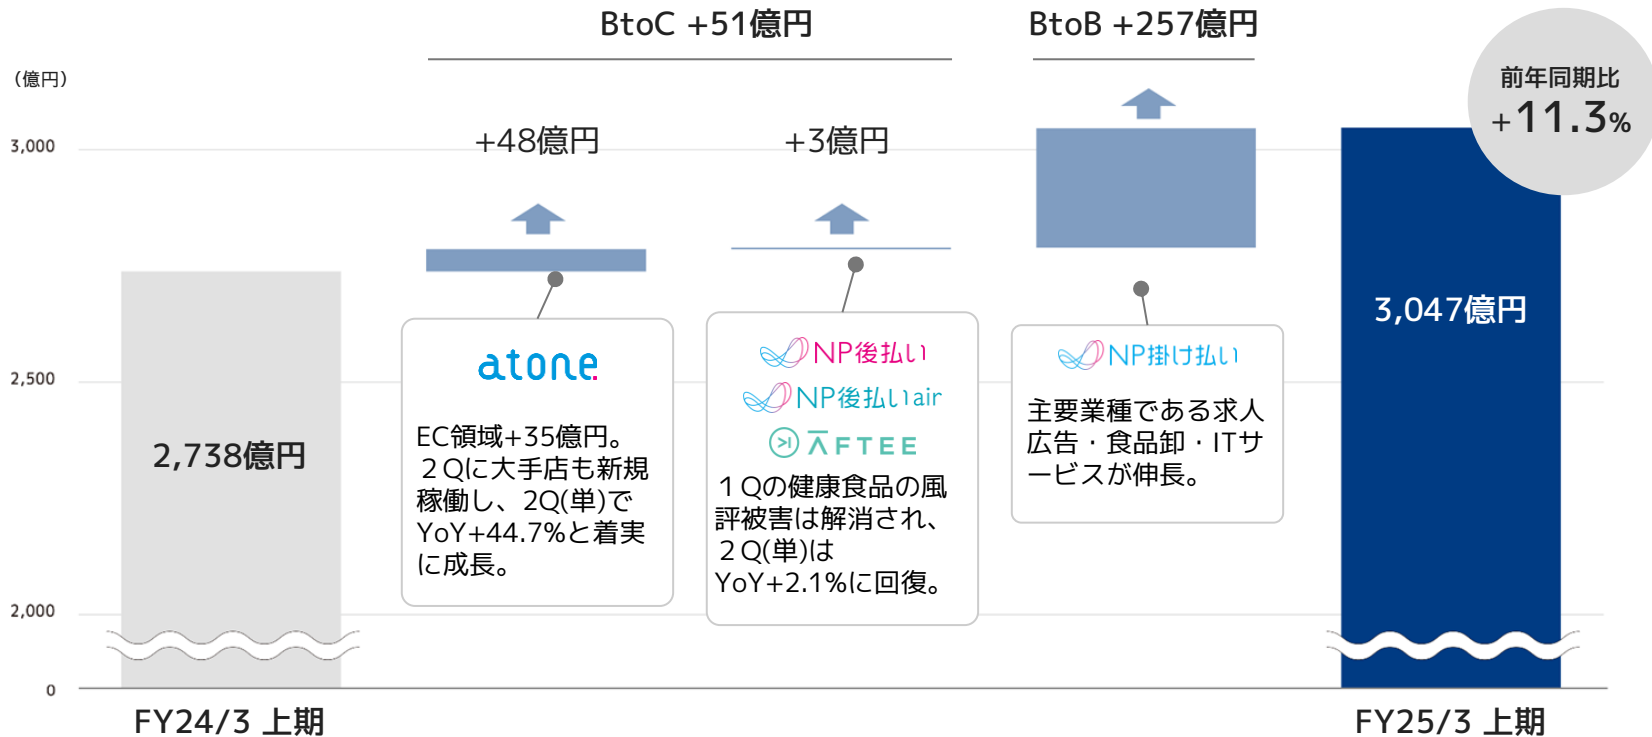 BtoC +51億円
BtoB +257億円
(億円)
前年同期比
+11.3%
3,000
2,500
2,000
0
+48億円
+3億円
2,738億円
3,047億円
atone
EC領域+35億円。
２Qに大手店も新規
稼働し、2Q(単)で
YoY+44.7%と着実
に成長。
NP後払い
NP後払いair
AFTEE
１Qの健康食品の風
評被害は解消され、
２Q(単)は
YoY+2.1%に回復。
NP掛け払い
主要業種である求人
広告・食品卸・ITサ
ービスが伸長。
FY24/3 上期
FY25/3 上期